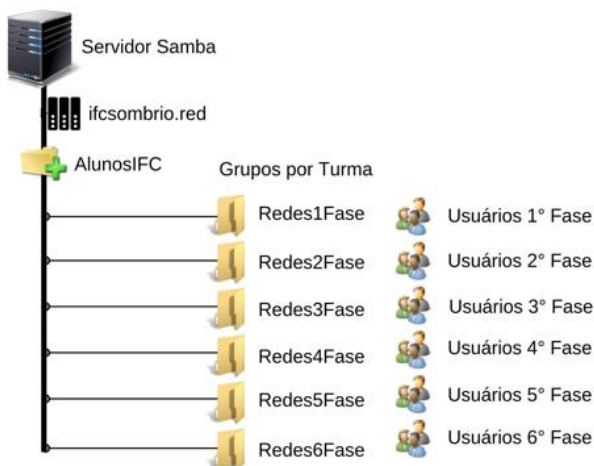 Servidor Samba
ifcsombrio.red
AlunosIFC
Grupos por Turma
Redes1Fase
Usuários 1° Fase
Redes2Fase
Usuários 2° Fase
Redes3Fase
Usuários 3° Fase
Redes4Fase
Usuários 4° Fase
Redes5Fase
Usuários 5° Fase
Redes6Fase
Usuários 6° Fase